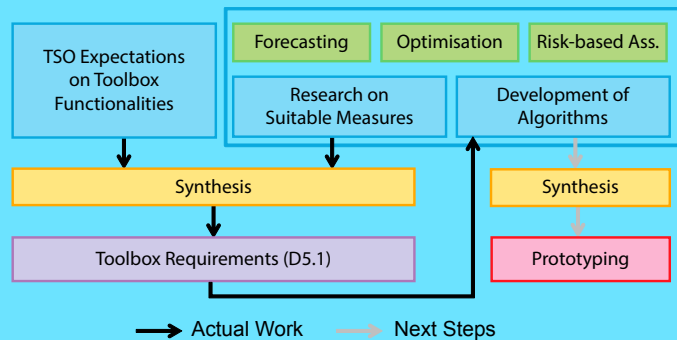 TSO Expectations
on Toolbox
Functionalities
Forecasting
Optimisation
Risk-based Ass.
Research on
Suitable Measures
Development of
Algorithms
Synthesis
Synthesis
Toolbox Requirements (D5.1)
Prototyping
Actual Work
Next Steps